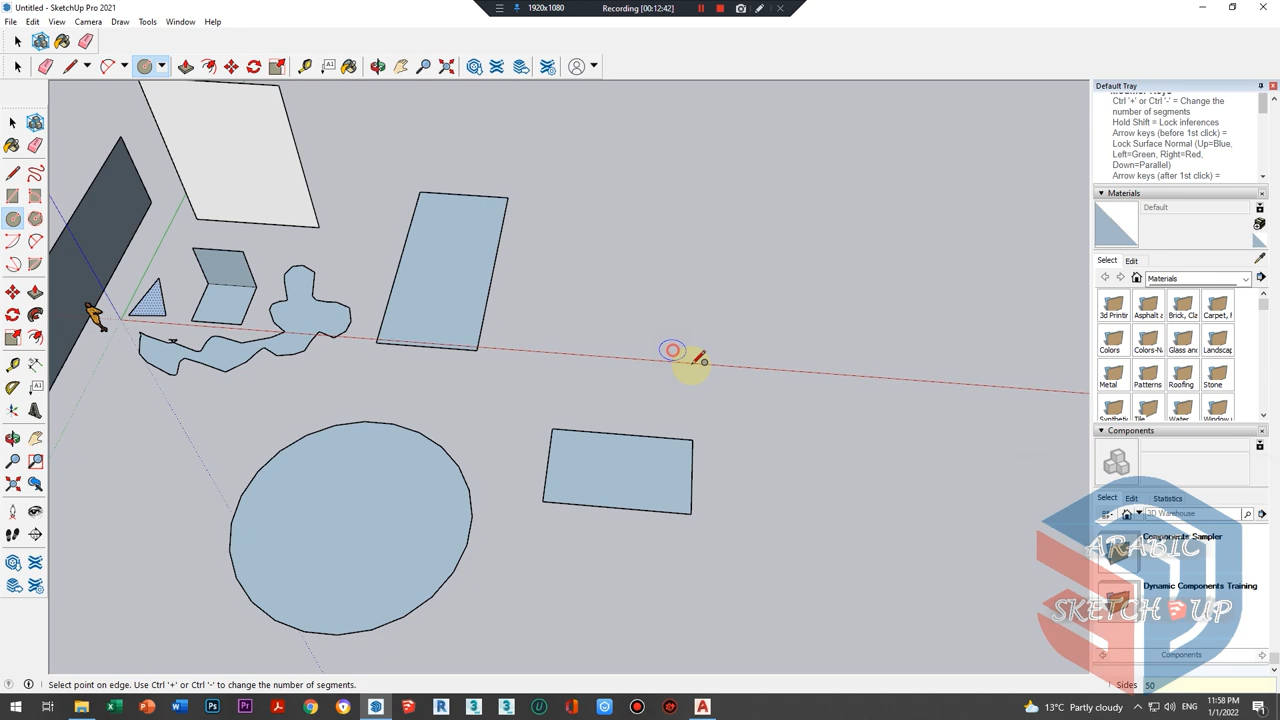 Untitled - SketchUp Pro 2021
1920x1080
Recording [00:12:42]
File Edit View Camera Draw Tools Window Help
Default Tray
Ctrl '+' or Ctrl '-' = Change the
number of segments
Hold Shift = Lock inferences
Arrow keys (before 1st click) =
Lock Surface Normal (Up=Blue,
Left=Green, Right=Red,
Down=Parallel)
Arrow keys (after 1st click) =
Materials
Default
Select Edit
Materials
3d Printin Asphalt a Brick, Cla Carpet, F
Colors Colors-Na Glass and Landscap
Metal Patterns Roofing Stone
Tile Water
Components
Select Edit Statistics
3D Warehouse
Components Sampler
Dynamic Components Training
ARABIC
SKETCH UP
Components
Select point on edge. Use Ctrl '+' or Ctrl '-' to change the number of segments.
Sides 50
13°C Partly cloudy
11:58 PM
1/1/2022